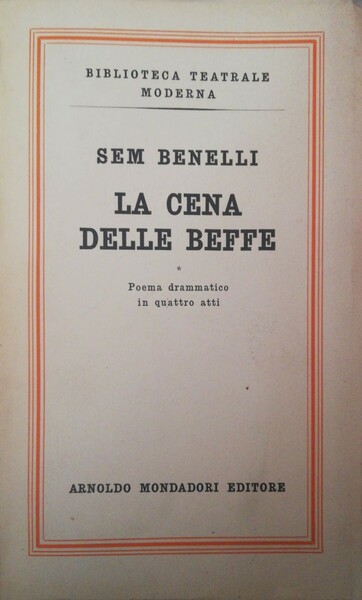 BIBLIOTECA TEATRALE
MODERNA
SEM BENELLI
LA CENA
DELLE BEFFE
*
Poema drammatico
in quattro atti
ARNOLDO MONDADORI EDITORE